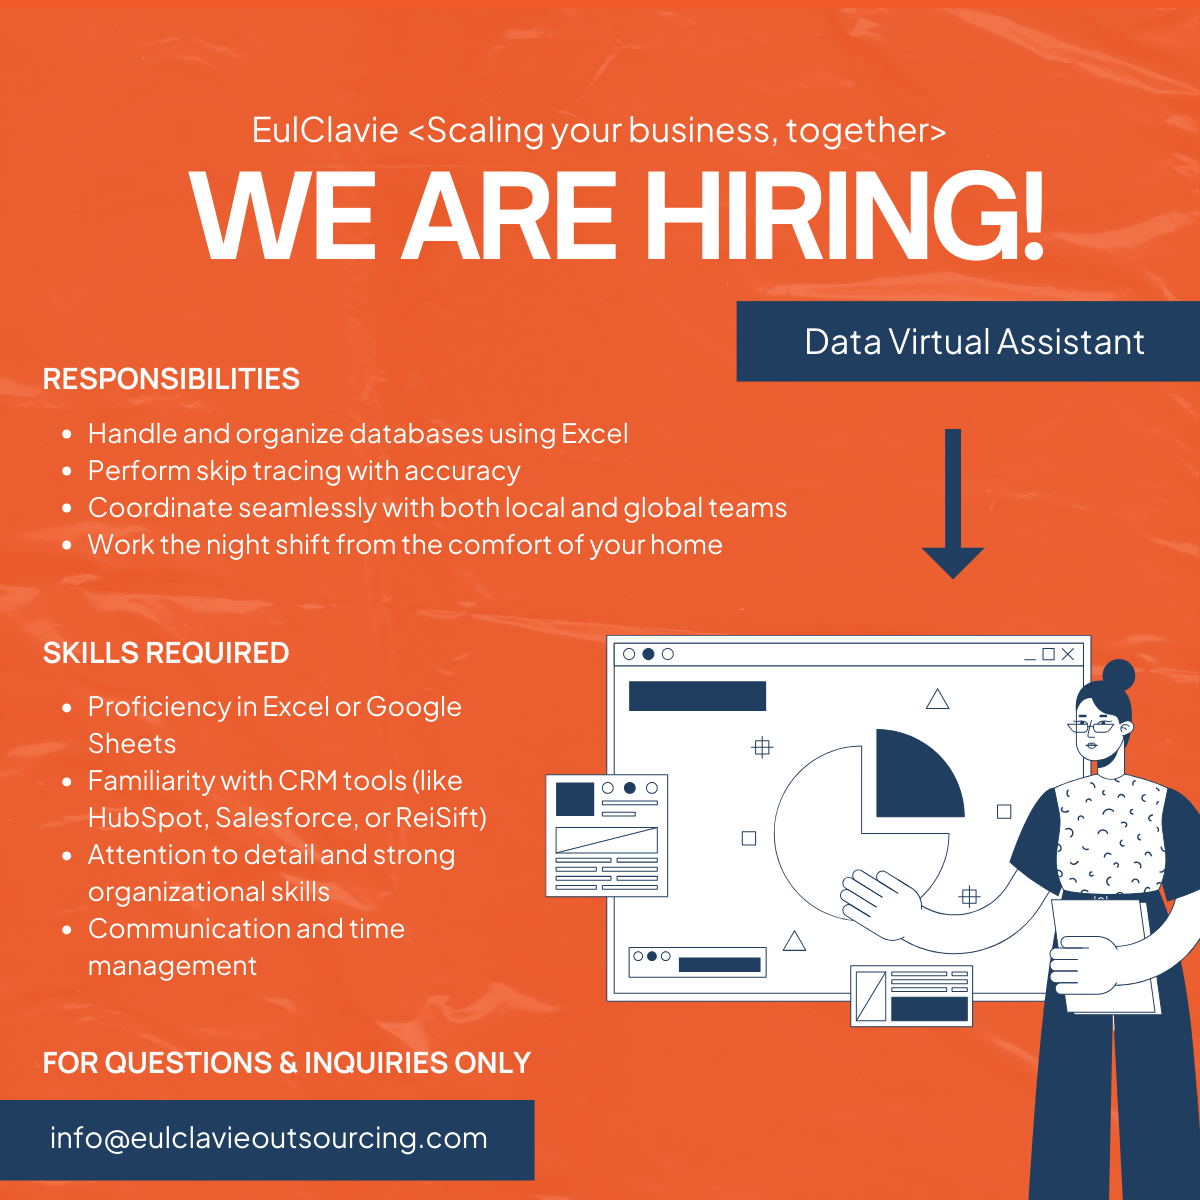 EulClavie <Scaling your business, together>
WE ARE HIRING!
Data Virtual Assistant
RESPONSIBILITIES
• Handle and organize databases using Excel
• Perform skip tracing with accuracy
• Coordinate seamlessly with both local and global teams
• Work the night shift from the comfort of your home
SKILLS REQUIRED
• Proficiency in Excel or Google
Sheets
• Familiarity with CRM tools (like
HubSpot, Salesforce, or ReiSift)
• Attention to detail and strong
organizational skills
• Communication and time
management
FOR QUESTIONS & INQUIRIES ONLY
info@eulclavieoutsourcing.com